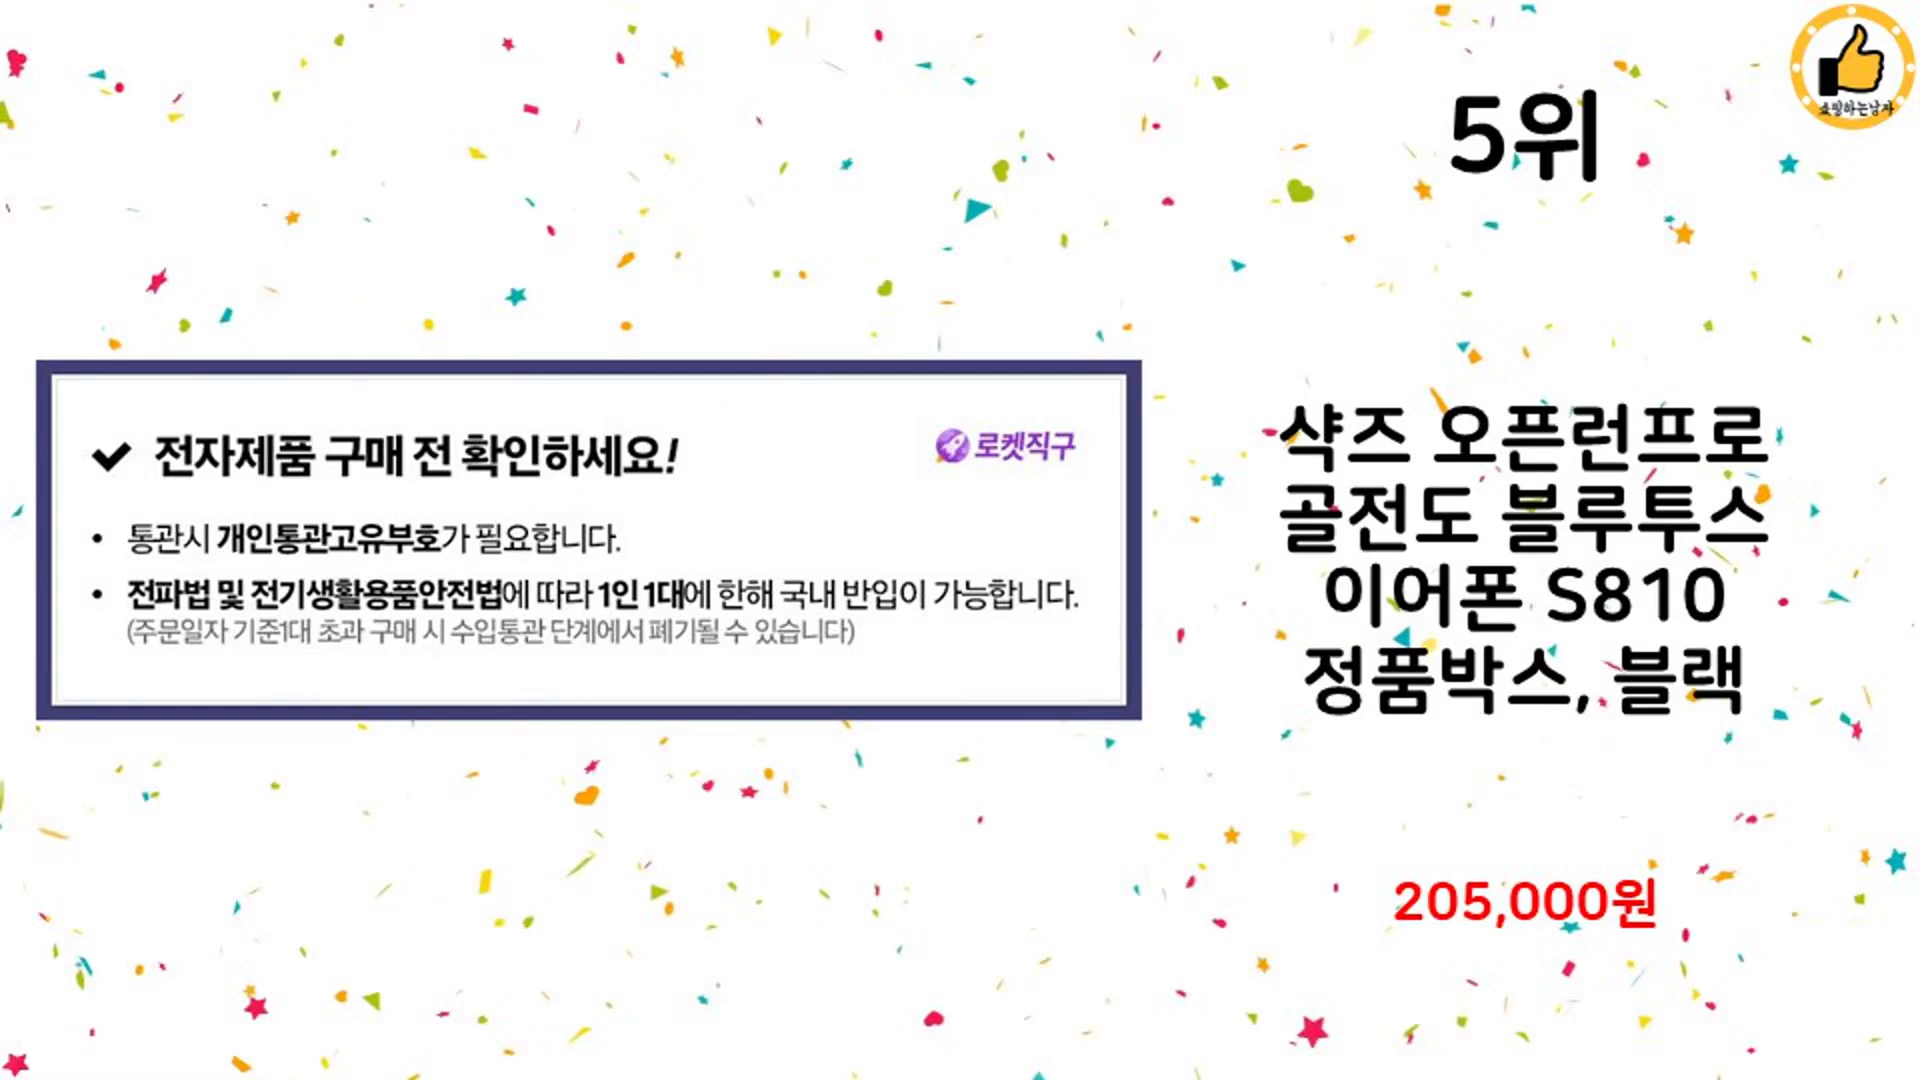 쇼핑하는남자
5위
✔ 전자제품 구매 전 확인하세요!
로켓직구
• 통관시 개인통관고유부호가 필요합니다.
• 전파법 및 전기생활용품안전법에 따라 1인 1대에 한해 국내 반입이 가능합니다.
(주문일자 기준1대 초과 구매 시 수입통관 단계에서 폐기될 수 있습니다)
샥즈 오픈런프로
골전도 블루투스
이어폰 S810
정품박스, 블랙
205,000원